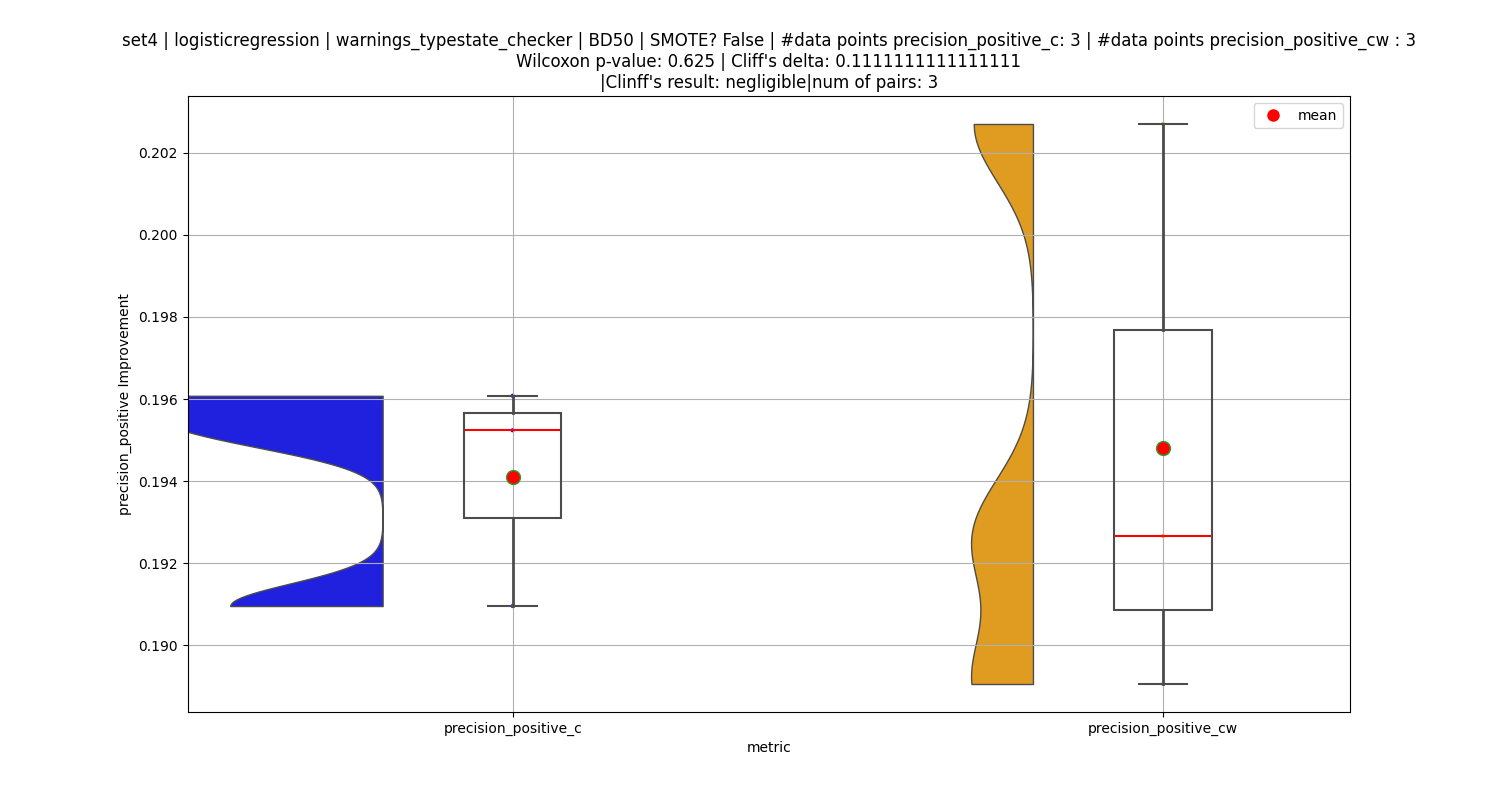 set4 | logisticregression | warnings_typestate_checker | BD50 | SMOTE? False | #data points precision_positive_c: 3 | #data points precision_positive_cw : 3
Wilcoxon p-value: 0.625 | Cliff's delta: 0.1111111111111111
|Clinff's result: negligible|num of pairs: 3
mean
0.202
0.200
0.198
0.196
0.194
0.192
0.190
precision_positive Improvement
precision_positive_c
precision_positive_cw
metric